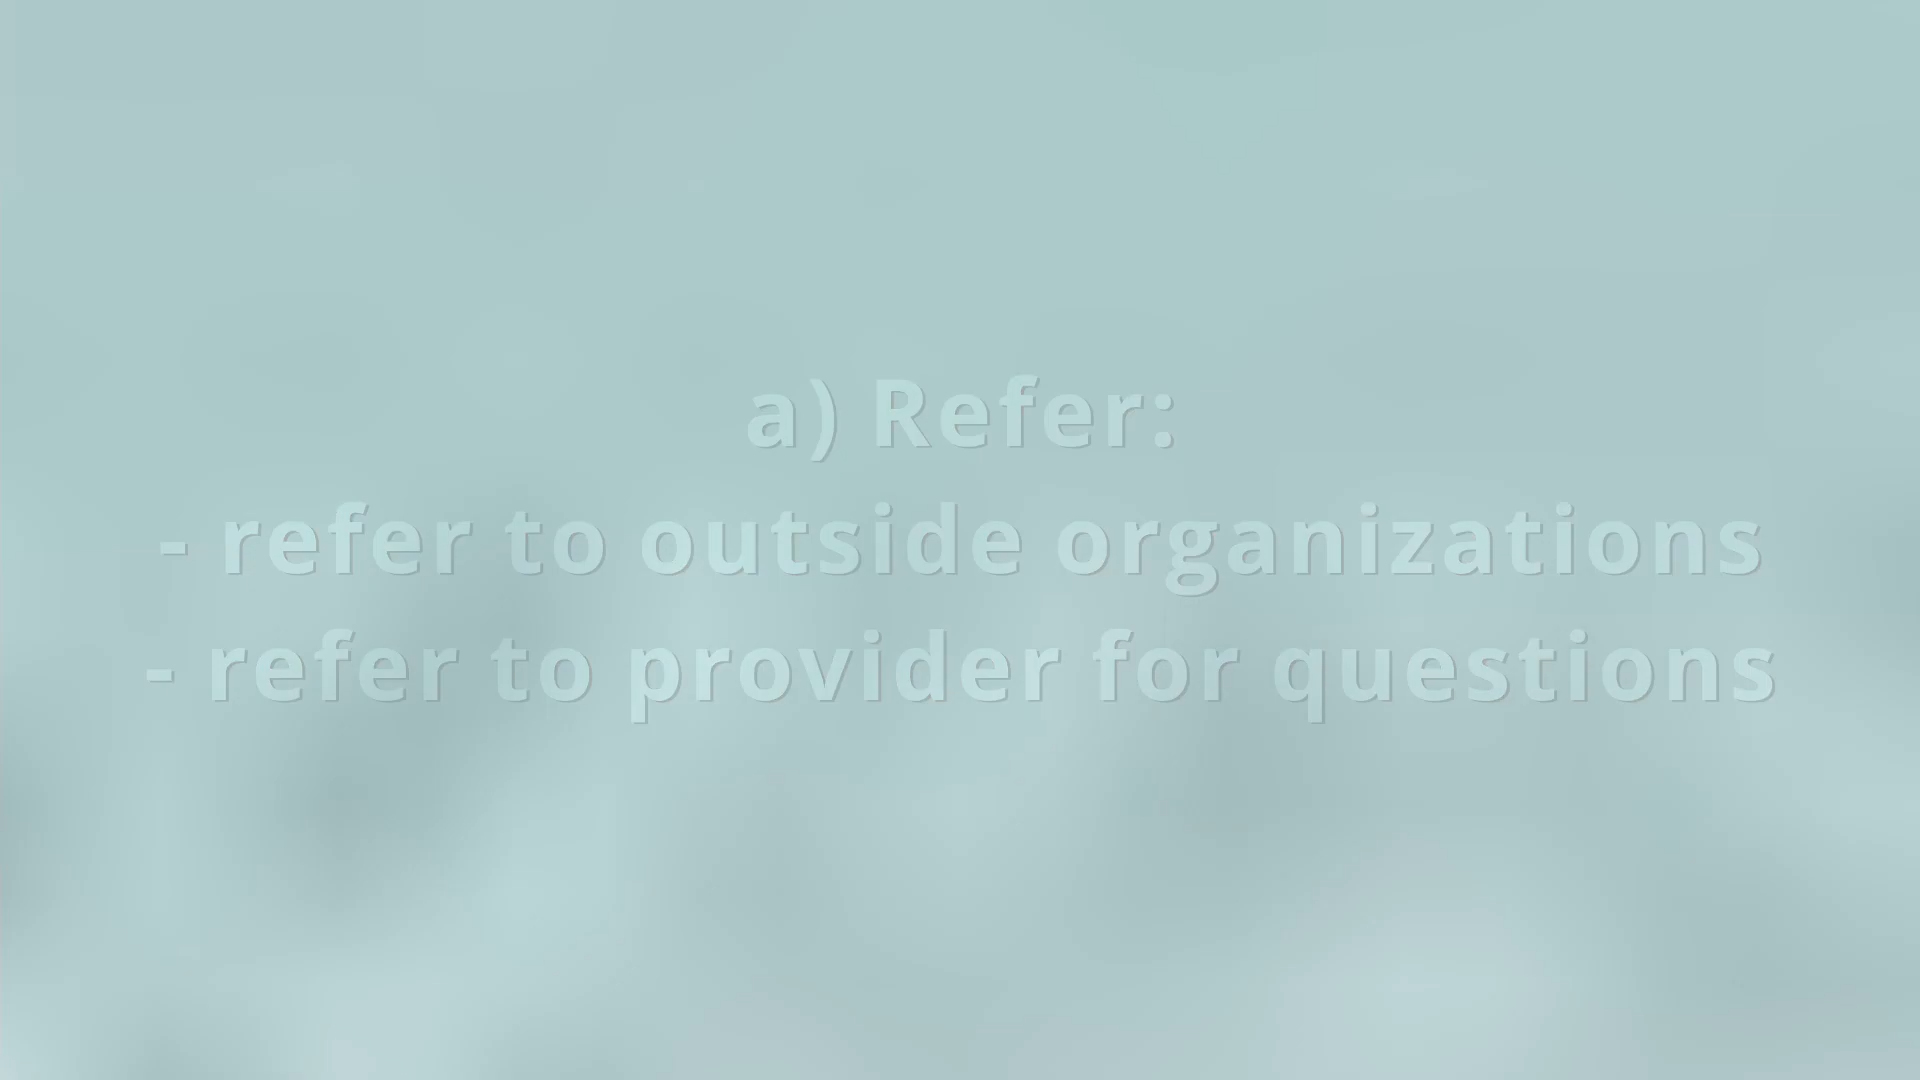 a) Refer:
- refer to outside organizations
- refer to provider for questions